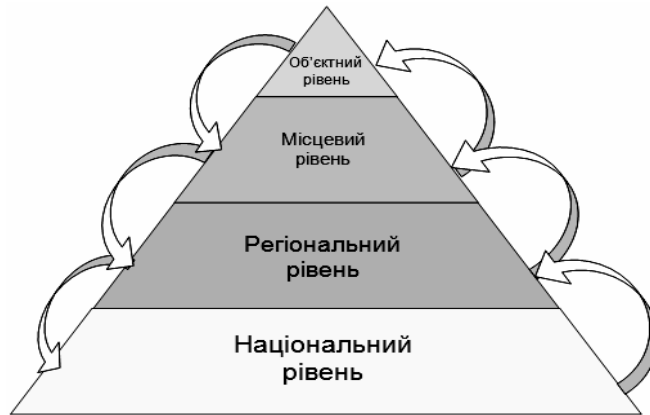 Об'єктний
рівень
Місцевий
рівень
Регіональний
рівень
Національний
рівень